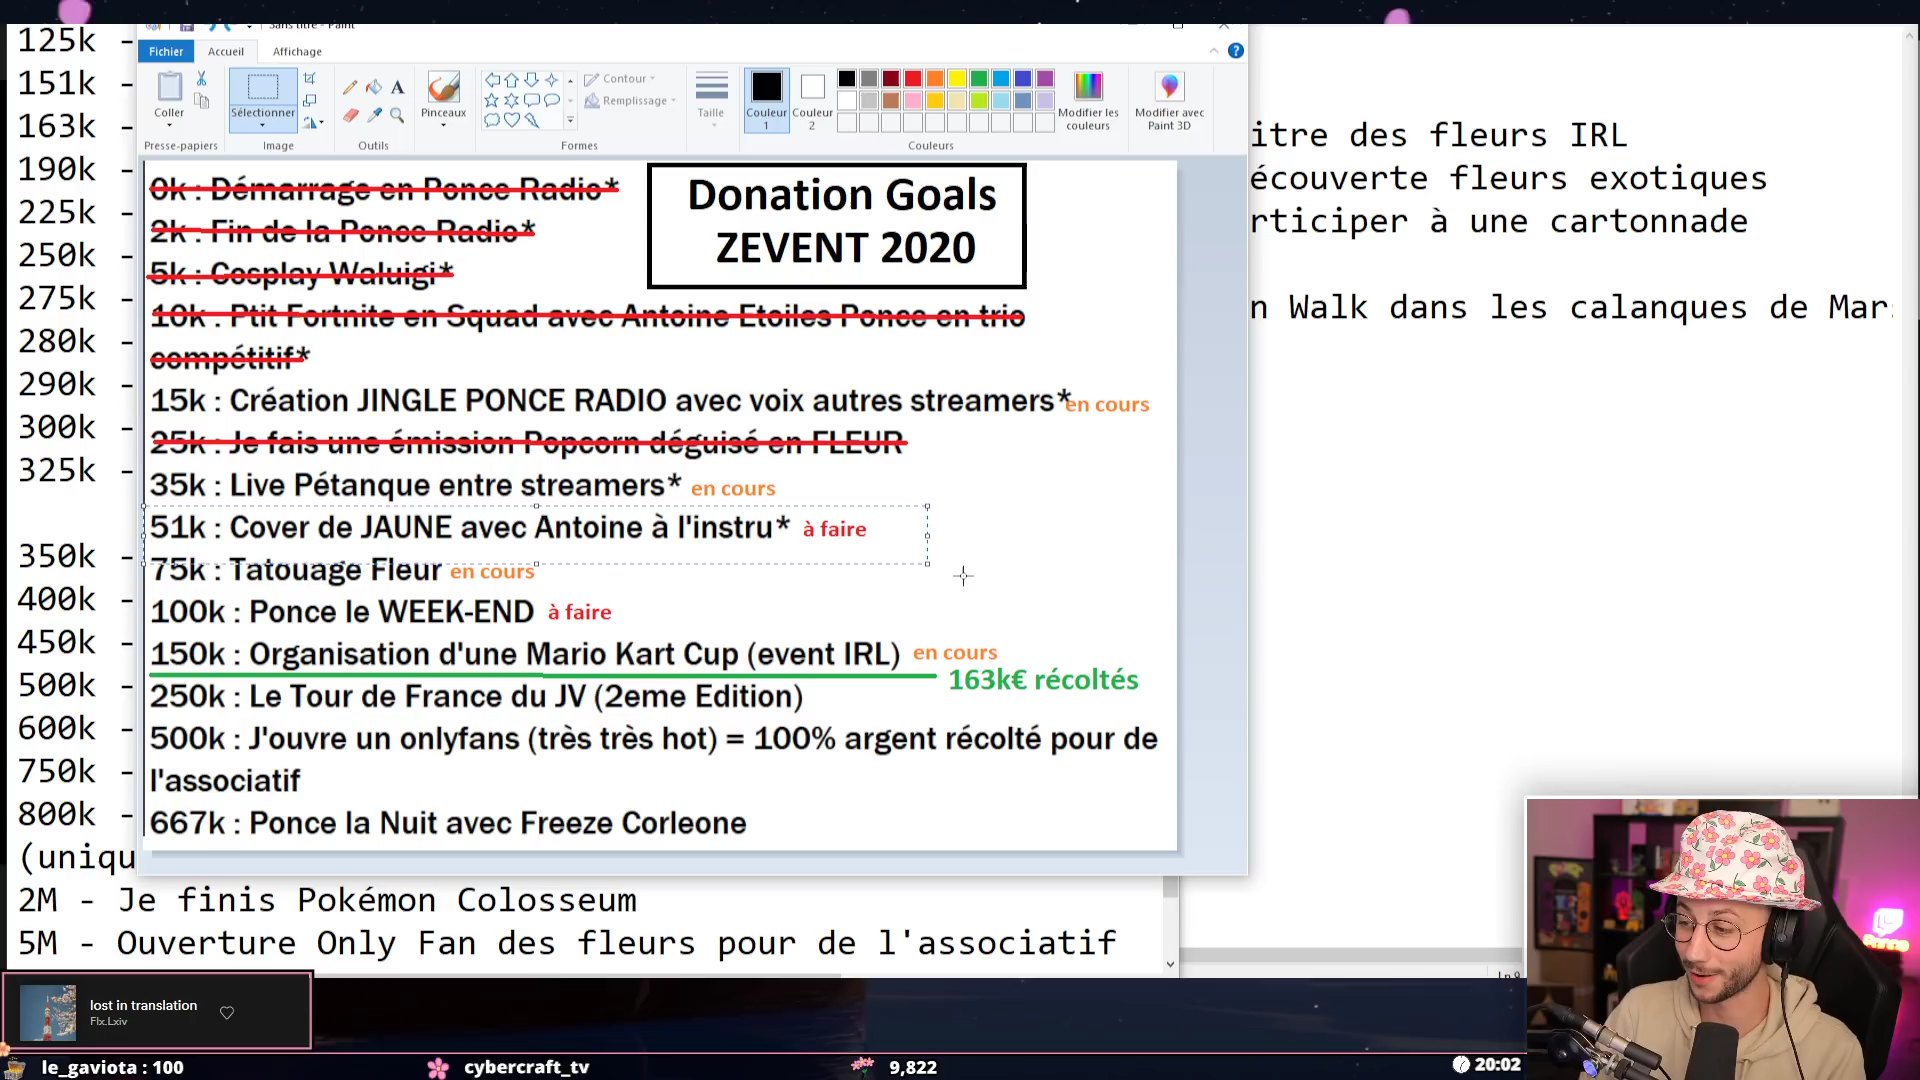 Sans titre - Paint
Fichier
Accueil
Affichage
Coller
Sélectionner
Pinceaux
Contour
Remplissage
Taille
Couleur 1
Couleur 2
Modifier les couleurs
Modifier avec Paint 3D
Presse-papiers
Image
Outils
Formes
Couleurs
Donation Goals
ZEVENT 2020
0k : Démarrage en Ponce Radio*
2k : Fin de la Ponce Radio*
5k : Cosplay Waluigi*
10k : Ptit Fortnite en Squad avec Antoine Etoiles Ponce en trio
compétitif*
15k : Création JINGLE PONCE RADIO avec voix autres streamers* en cours
25k : Je fais une émission Popcorn déguisé en FLEUR
35k : Live Pétanque entre streamers* en cours
51k : Cover de JAUNE avec Antoine à l'instru* à faire
75k : Tatouage Fleur en cours
100k : Ponce le WEEK-END à faire
150k : Organisation d'une Mario Kart Cup (event IRL) en cours
163k€ récoltés
250k : Le Tour de France du JV (2eme Edition)
500k : J'ouvre un onlyfans (très très hot) = 100% argent récolté pour de
l'associatif
667k : Ponce la Nuit avec Freeze Corleone
125k -
151k -
163k -
190k -
225k -
250k -
275k -
280k -
290k -
300k -
325k -
350k -
400k -
450k -
500k -
600k -
750k -
800k -
(uniqu
2M - Je finis Pokémon Colosseum
5M - Ouverture Only Fan des fleurs pour de l'associatif
itre des fleurs IRL
écouverte fleurs exotiques
rticiper à une cartonnade
n Walk dans les calanques de Mar
lost in translation
Flx.Lxiv
le_gaviota : 100
cybercraft_tv
9,822
20:02